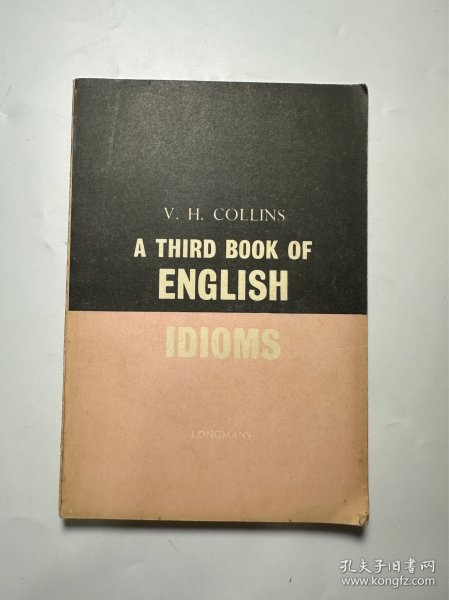 V. H. COLLINS
A THIRD BOOK OF
ENGLISH
IDIOMS
LONGMANS
孔夫子旧书网
www.kongfz.com